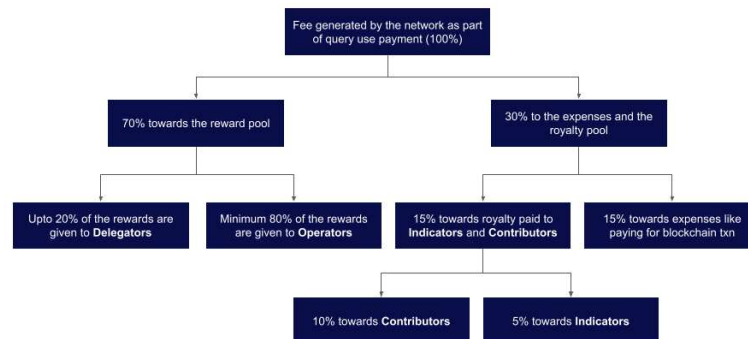 Fee generated by the network as part
of query use payment (100%)
70% towards the reward pool
30% to the expenses and the
royalty pool
Upto 20% of the rewards are
given to Delegators
Minimum 80% of the rewards
are given to Operators
15% towards royalty paid to
Indicators and Contributors
15% towards expenses like
paying for blockchain txn
10% towards Contributors
5% towards Indicators